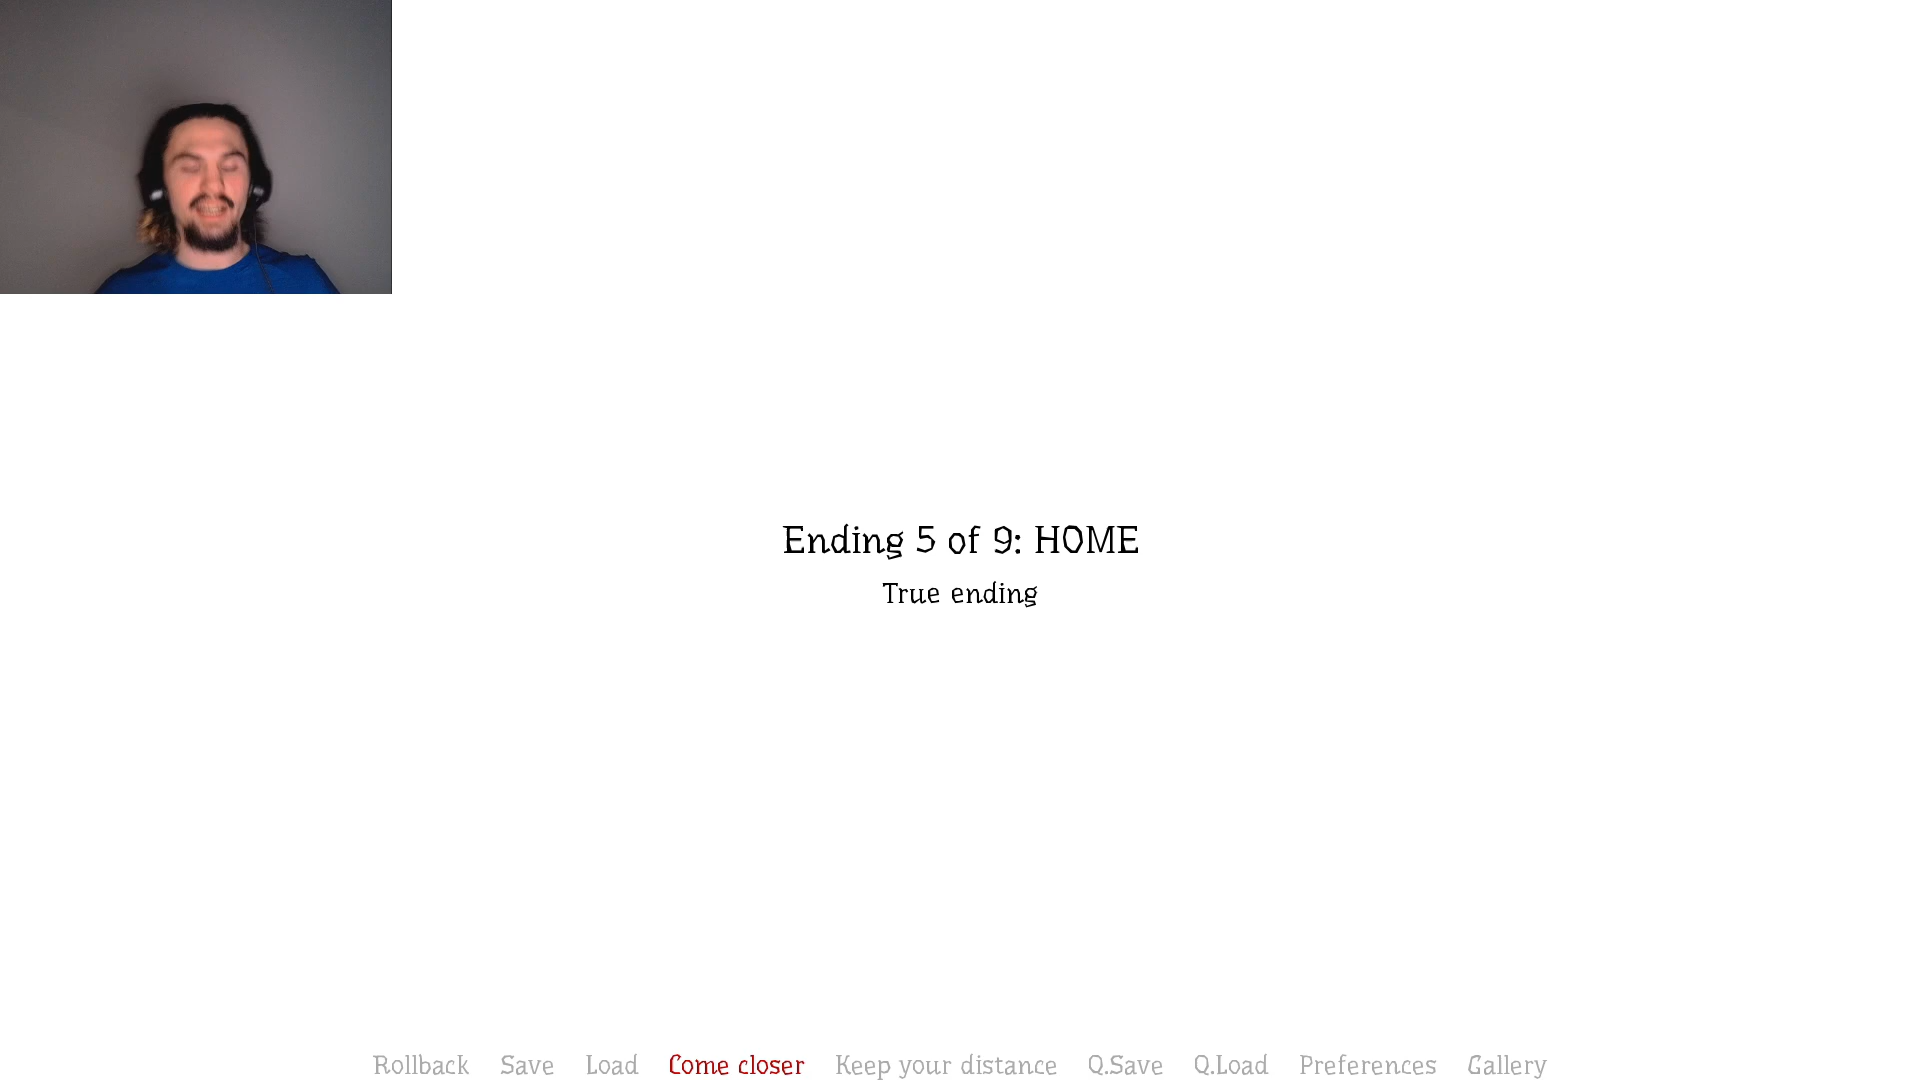 Ending 5 of 9: HOME
True ending
Rollback Save Load Come closer Keep your distance Q.Save Q.Load Preferences Gallery